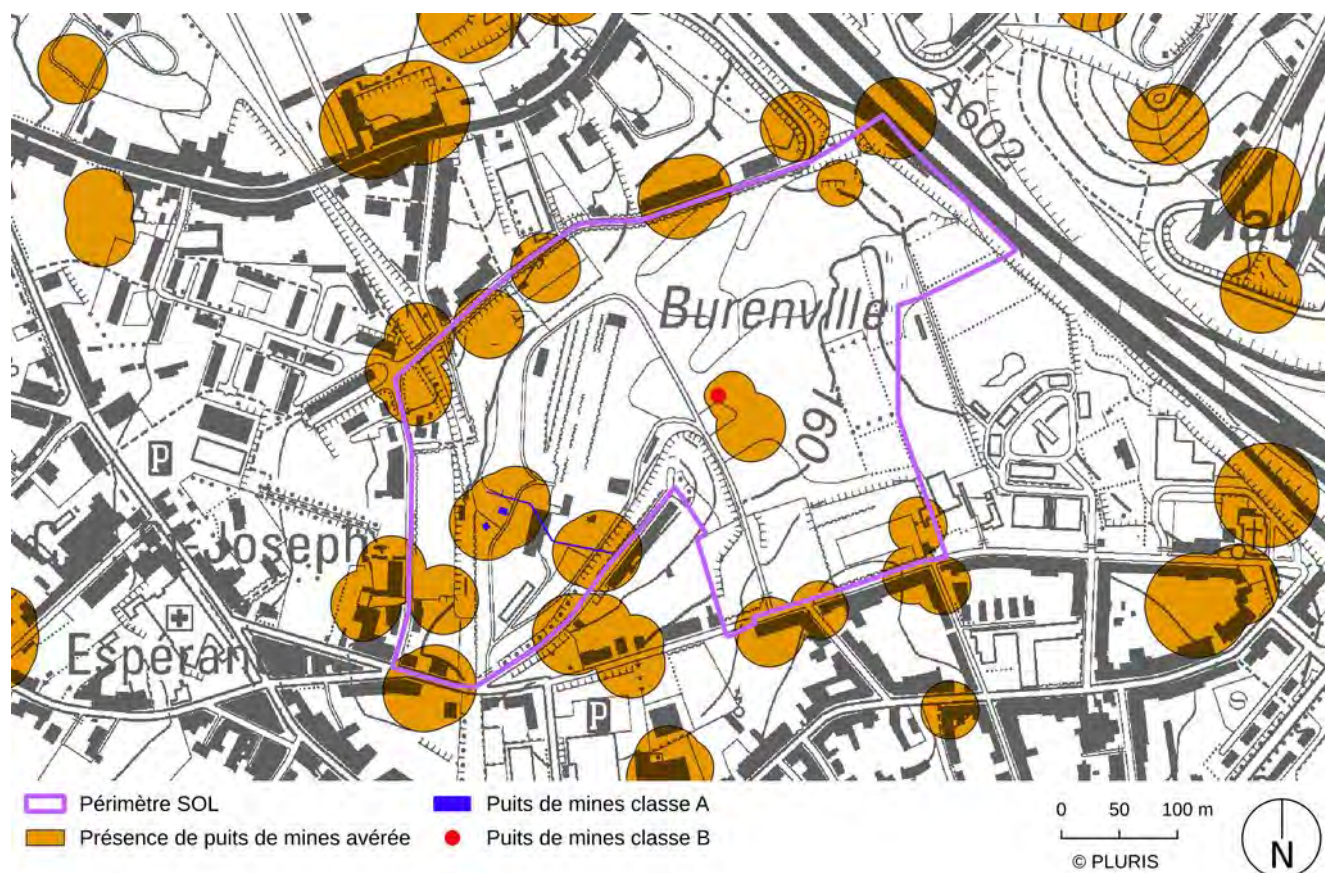 A602
Burenville
160
P
-Joseph
Esperan
P
Périmètre SOL
Présence de puits de mines avérée
Puits de mines classe A
Puits de mines classe B
0 50 100 m
© PLURIS
N